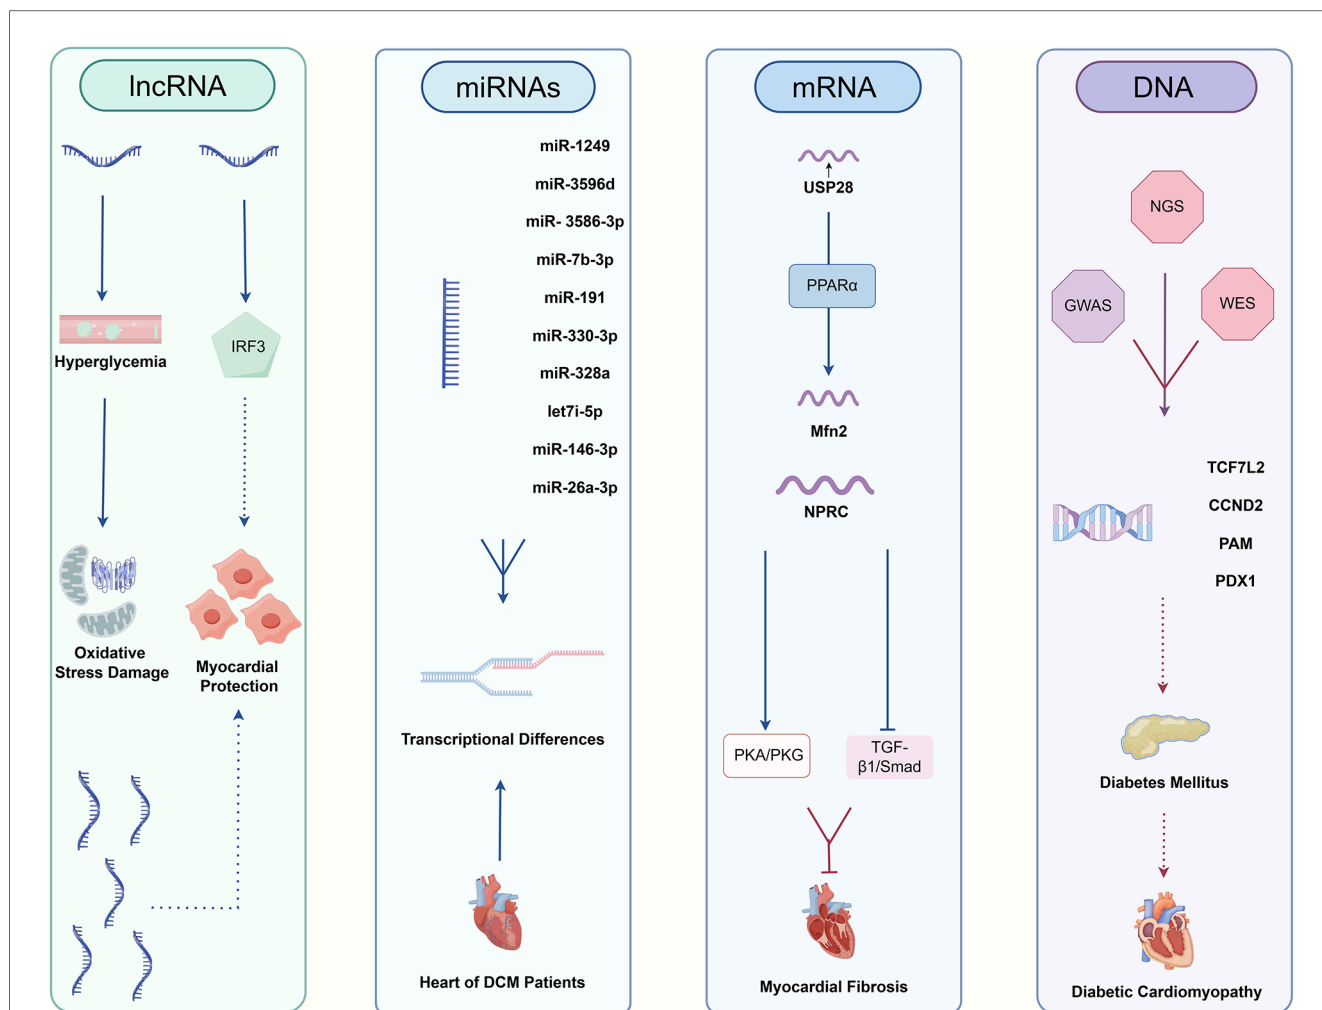 lncRNA
Hyperglycemia
IRF3
Oxidative
Stress Damage
Myocardial
Protection
miRNAs
miR-1249
miR-3596d
miR- 3586-3p
miR-7b-3p
miR-191
miR-330-3p
miR-328a
let7i-5p
miR-146-3p
miR-26a-3p
Transcriptional Differences
Heart of DCM Patients
mRNA
USP28
PPARα
Mfn2
NPRC
PKA/PKG
TGF-
β1/Smad
Myocardial Fibrosis
DNA
NGS
GWAS
WES
TCF7L2
CCND2
PAM
PDX1
Diabetes Mellitus
Diabetic Cardiomyopathy